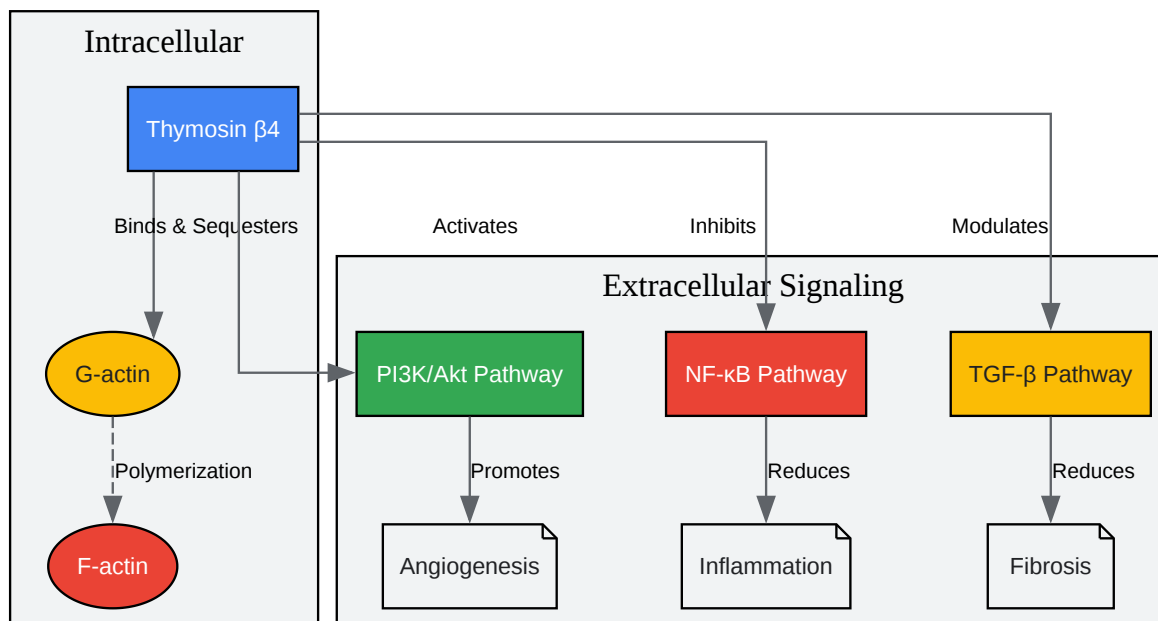 Intracellular
Thymosin β4
Binds & Sequesters
Activates
Inhibits
Modulates
Extracellular Signaling
G-actin
PI3K/Akt Pathway
NF-κB Pathway
TGF-β Pathway
Polymerization
Promotes
Reduces
Reduces
F-actin
Angiogenesis
Inflammation
Fibrosis